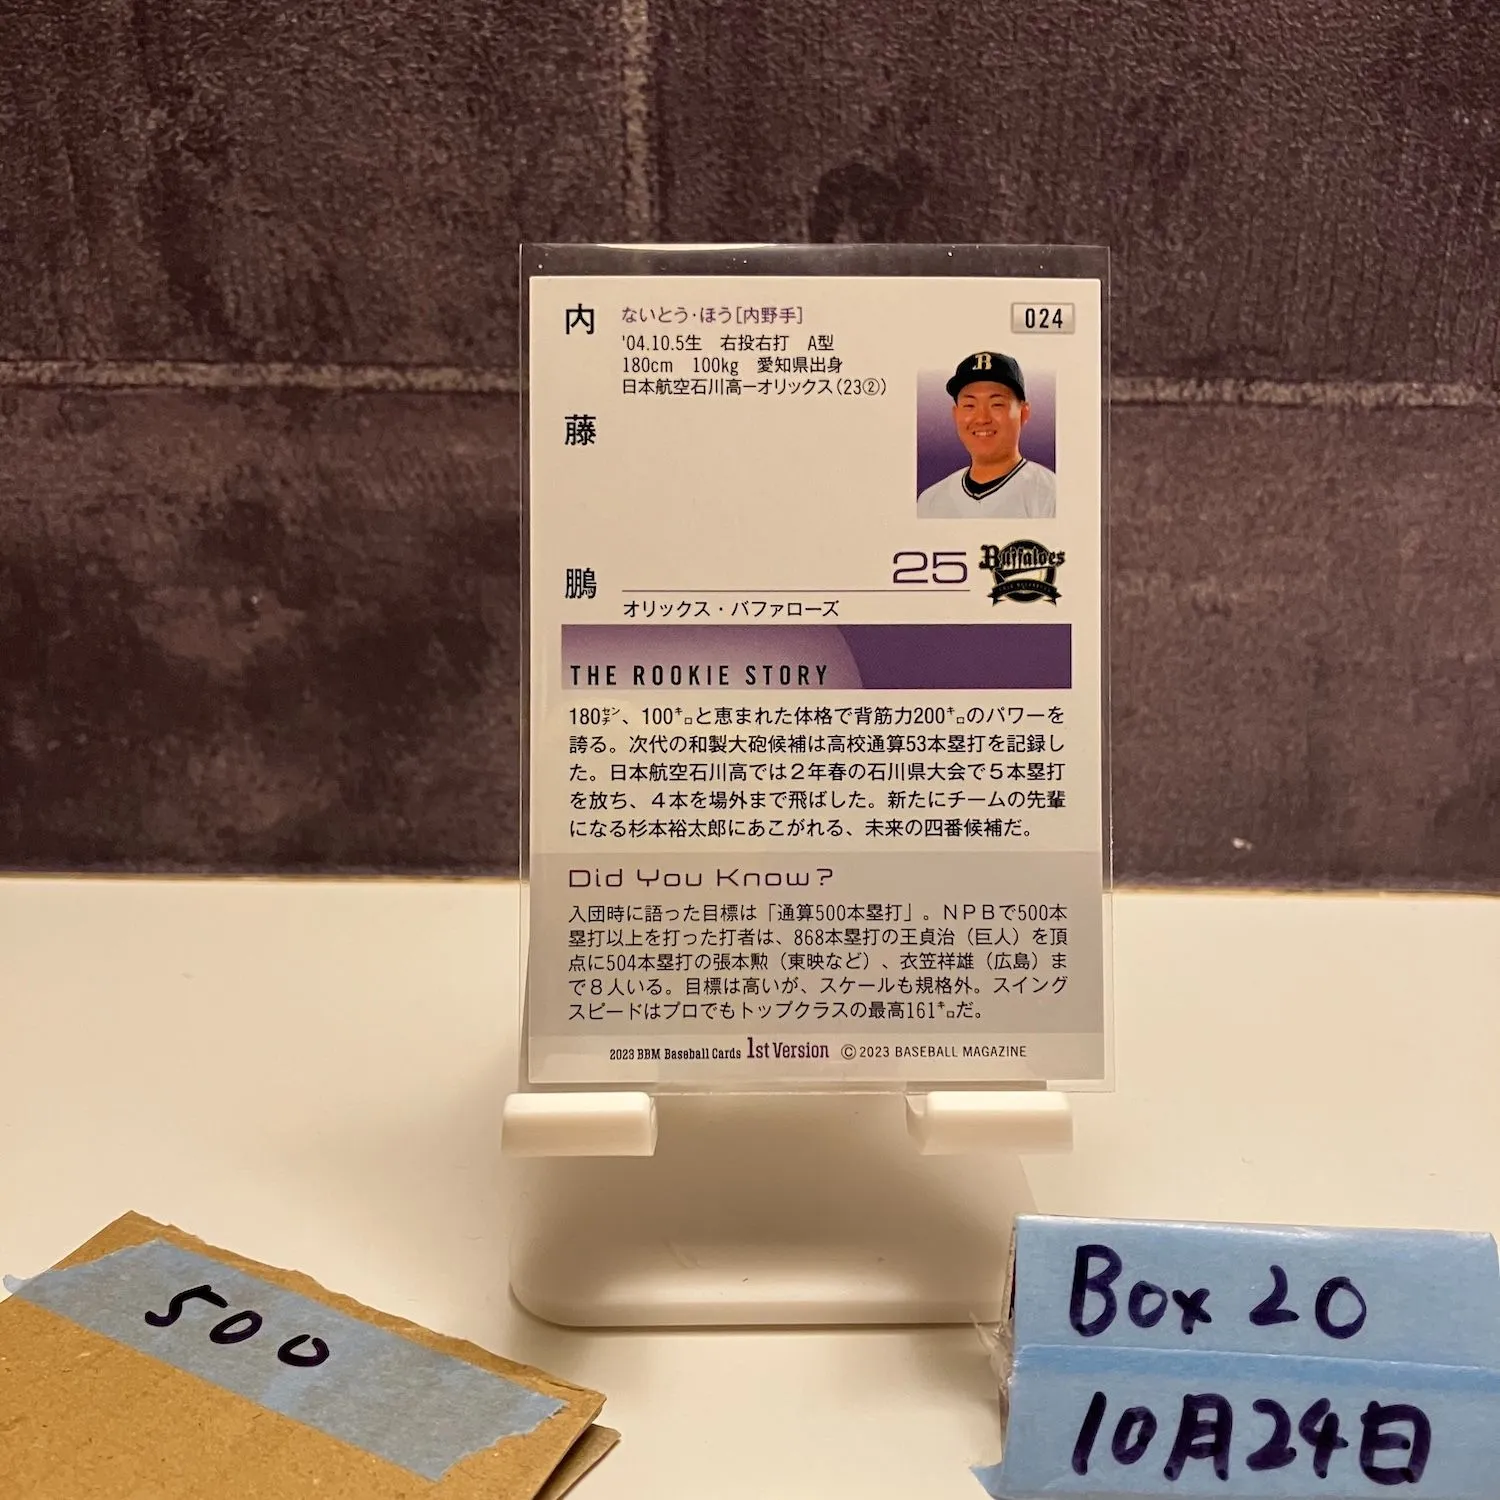 内藤鵬
ないとう・ほう[内野手]
'04.10.5生 右投右打 A型
180cm 100kg 愛知県出身
日本航空石川高ーオリックス(23②)
024
B
25
Buffaloes
オリックス・バファローズ
THE ROOKIE STORY
180㌢、100㌔と恵まれた体格で背筋力200㌔のパワーを
誇る。次代の和製大砲候補は高校通算53本塁打を記録し
た。日本航空石川高では2年春の石川県大会で5本塁打
を放ち、4本を場外まで飛ばした。新たにチームの先輩
になる杉本裕太郎にあこがれる、未来の四番候補だ。
Did You Know?
入団時に語った目標は「通算500本塁打」。NPBで500本
塁打以上を打った打者は、868本塁打の王貞治(巨人)を頂
点に504本塁打の張本勲(東映など)、衣笠祥雄(広島)ま
で8人いる。目標は高いが、スケールも規格外。スイング
スピードはプロでもトップクラスの最高161㌔だ。
2023 BBM Baseball Cards 1st Version ©2023 BASEBALL MAGAZINE
500
Box 20
10月24日